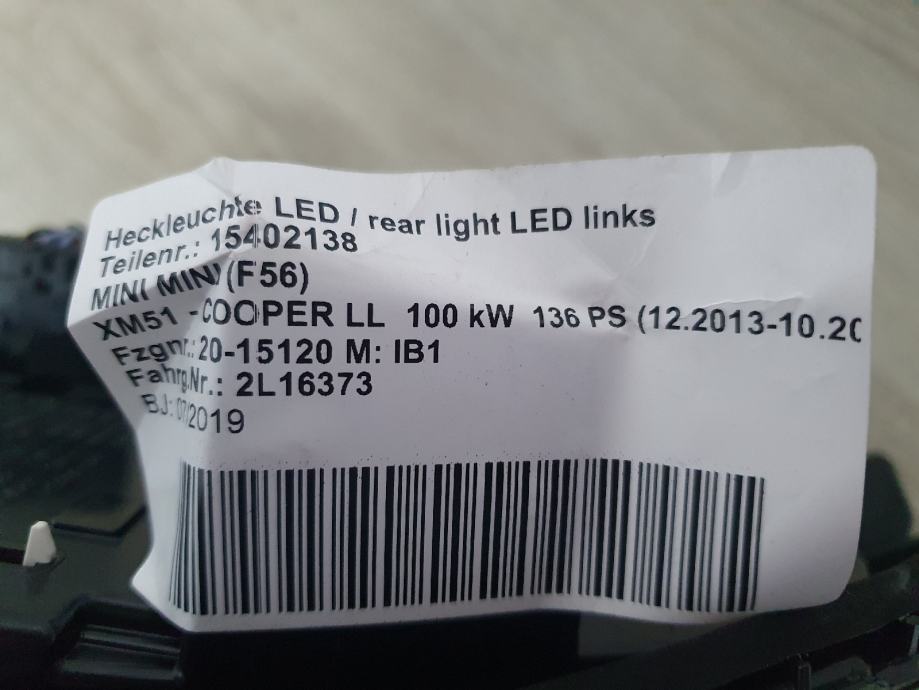 Heckleuchte LED / rear light LED links
Teilenr.: 15402138
MINI MINI (F56)
XM51 -COOPER LL 100 kW 136 PS (12.2013-10.20
Fzgnr.: 20-15120 M: IB1
Fahrg.Nr.: 2L16373
BJ: 07/2019